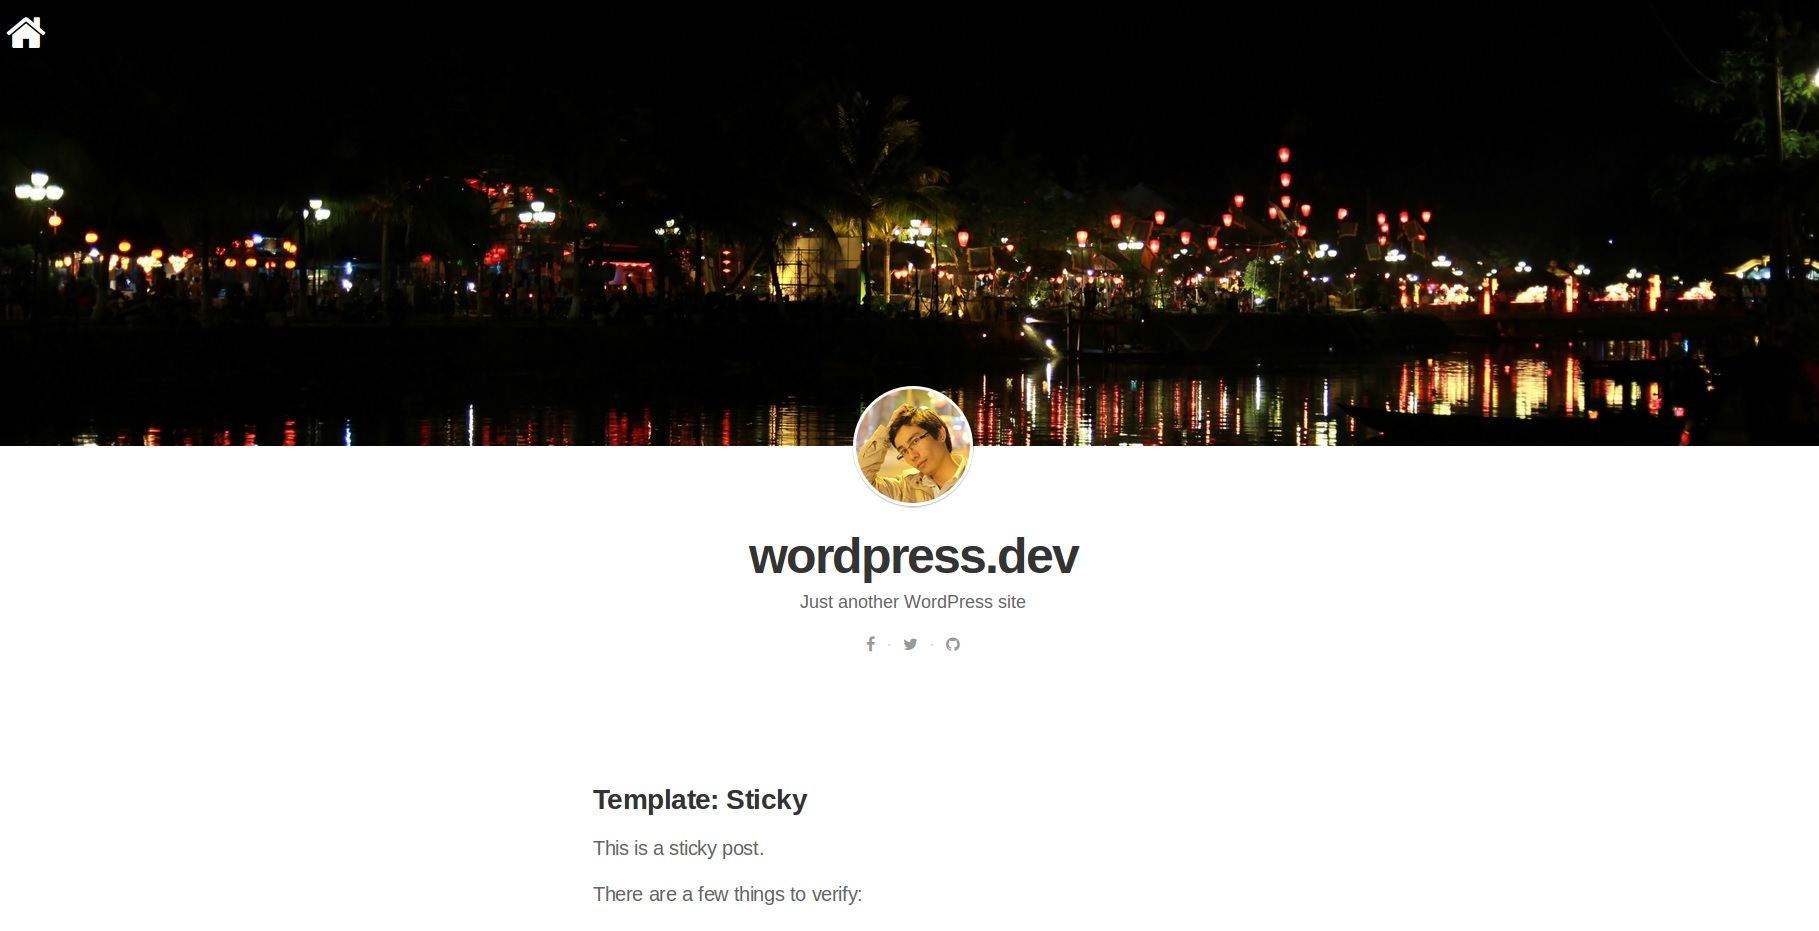 wordpress.dev
Just another WordPress site
Template: Sticky
This is a sticky post.
There are a few things to verify: